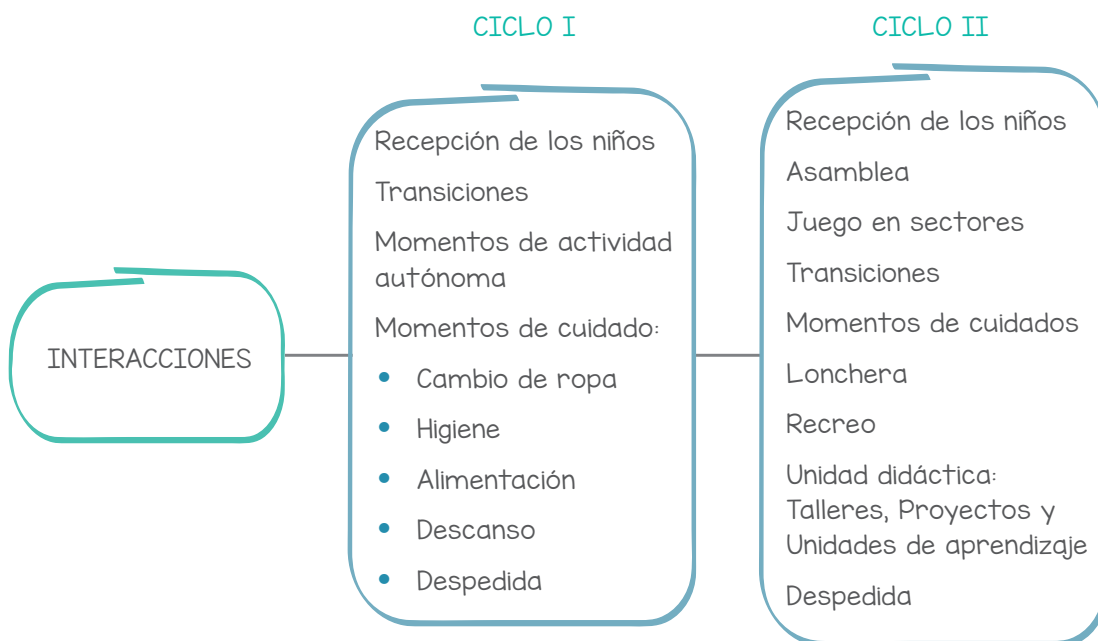 CICLO I
CICLO II
INTERACCIONES
Recepción de los niños
Transiciones
Momentos de actividad
autónoma
Momentos de cuidado:
• Cambio de ropa
• Higiene
• Alimentación
• Descanso
• Despedida
Recepción de los niños
Asamblea
Juego en sectores
Transiciones
Momentos de cuidados
Lonchera
Recreo
Unidad didáctica:
Talleres, Proyectos y
Unidades de aprendizaje
Despedida